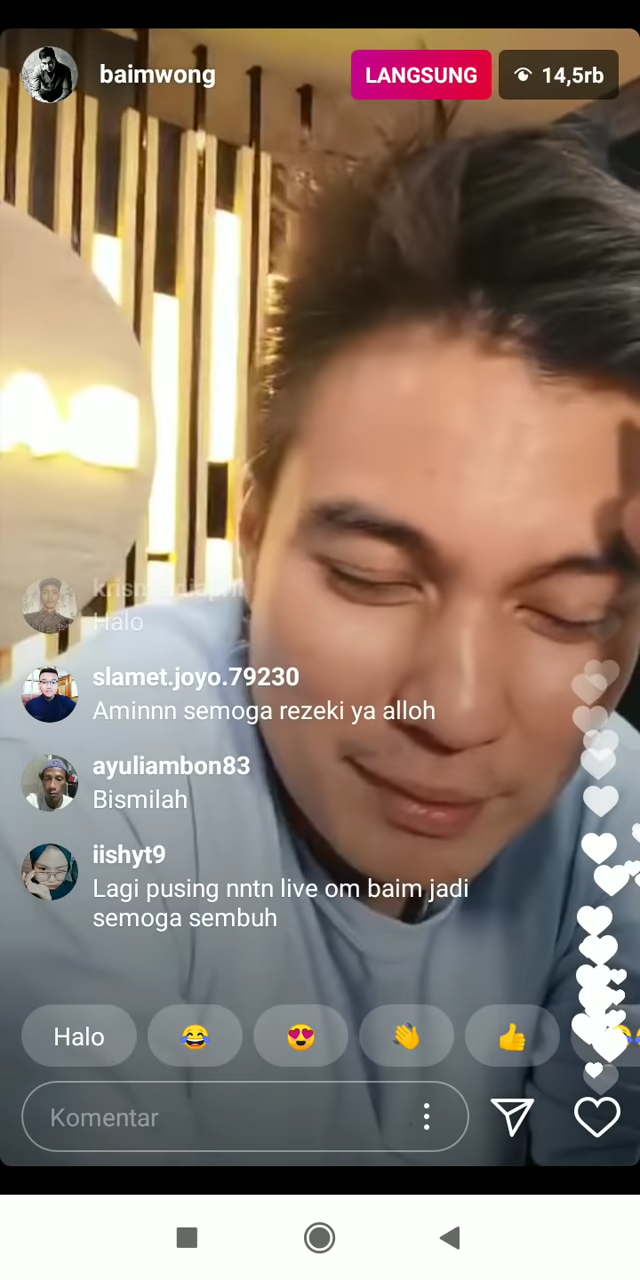 baimwong
LANGSUNG
14,5rb
Halo
slamet.joyo.79230
Aminnn semoga rezeki ya alloh
ayuliambon83
Bismilah
iishyt9
Lagi pusing nntn live om baim jadi
semoga sembuh
Halo
Komentar